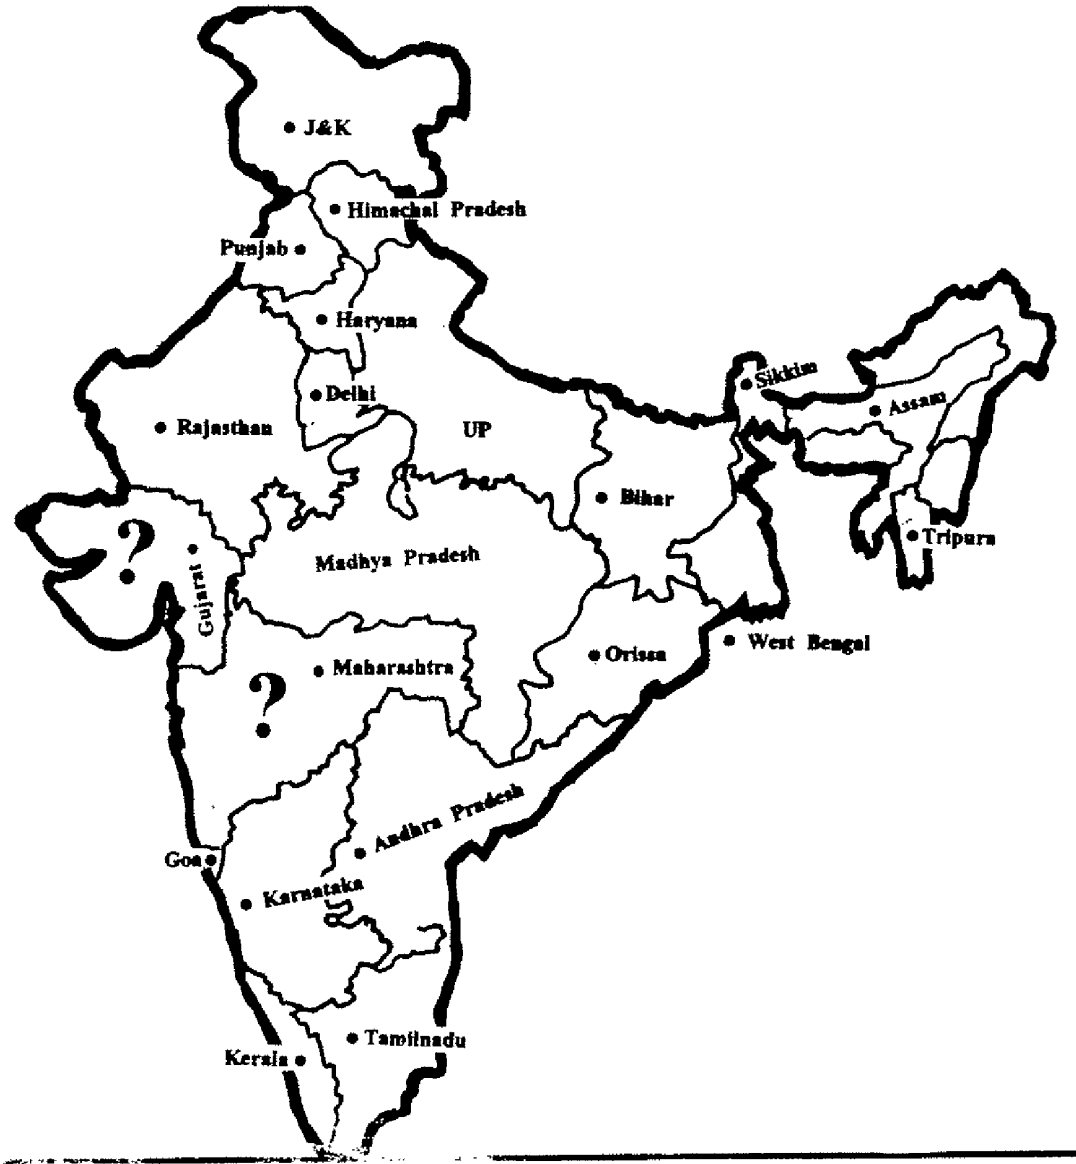 J&K
Himachal Pradesh
Punjab
Haryana
Sikkim
Delhi
Assam
Rajasthan
UP
Bihar
?
Tripura
Madhya Pradesh
Gujarat
West Bengal
Orissa
Maharashtra
?
Andhra Pradesh
Goa
Karnataka
Tamilnadu
Kerala